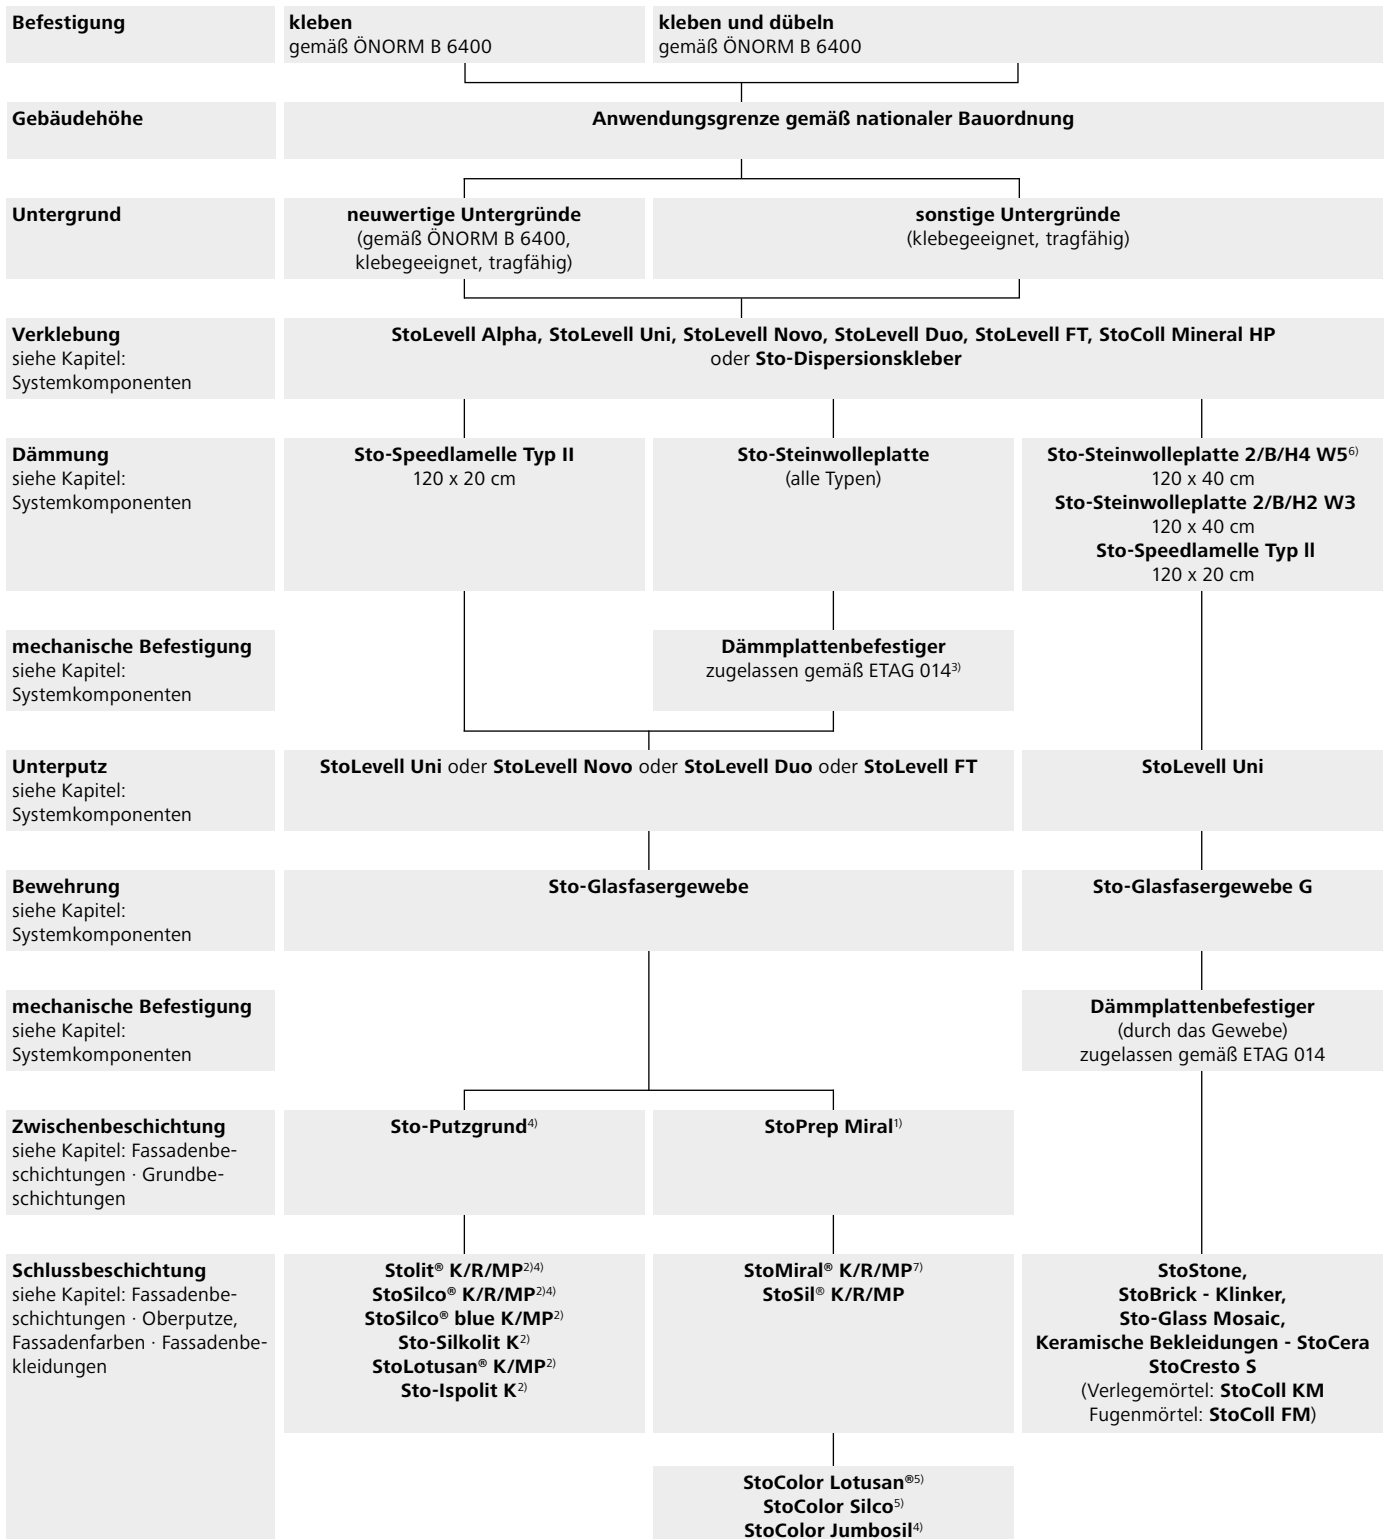 Befestigung
kleben
gemäß ÖNORM B 6400
kleben und dübeln
gemäß ÖNORM B 6400
Gebäudehöhe
Anwendungsgrenze gemäß nationaler Bauordnung
Untergrund
neuwertige Untergründe
(gemäß ÖNORM B 6400,
klebegeeignet, tragfähig)
sonstige Untergründe
(klebegeeignet, tragfähig)
Verklebung
siehe Kapitel:
Systemkomponenten
StoLevell Alpha, StoLevell Uni, StoLevell Novo, StoLevell Duo, StoLevell FT, StoColl Mineral HP
oder Sto-Dispersionskleber
Dämmung
siehe Kapitel:
Systemkomponenten
Sto-Speedlamelle Typ II
120 x 20 cm
Sto-Steinwolleplatte
(alle Typen)
Sto-Steinwolleplatte 2/B/H4 W5⁶⁾
120 x 40 cm
Sto-Steinwolleplatte 2/B/H2 W3
120 x 40 cm
Sto-Speedlamelle Typ ll
120 x 20 cm
mechanische Befestigung
siehe Kapitel:
Systemkomponenten
Dämmplattenbefestiger
zugelassen gemäß ETAG 014³⁾
Unterputz
siehe Kapitel:
Systemkomponenten
StoLevell Uni oder StoLevell Novo oder StoLevell Duo oder StoLevell FT
StoLevell Uni
Bewehrung
siehe Kapitel:
Systemkomponenten
Sto-Glasfasergewebe
Sto-Glasfasergewebe G
mechanische Befestigung
siehe Kapitel:
Systemkomponenten
Dämmplattenbefestiger
(durch das Gewebe)
zugelassen gemäß ETAG 014
Zwischenbeschichtung
siehe Kapitel: Fassadenbe-
schichtungen · Grundbe-
schichtungen
Sto-Putzgrund⁴⁾
StoPrep Miral¹⁾
Schlussbeschichtung
siehe Kapitel: Fassadenbe-
schichtungen · Oberputze,
Fassadenfarben · Fassadenbe-
kleidungen
Stolit® K/R/MP²⁾⁴⁾
StoSilco® K/R/MP²⁾⁴⁾
StoSilco® blue K/MP²⁾
Sto-Silkolit K²⁾
StoLotusan® K/MP²⁾
Sto-Ispolit K²⁾
StoMiral® K/R/MP⁷⁾
StoSil® K/R/MP
StoStone,
StoBrick - Klinker,
Sto-Glass Mosaic,
Keramische Bekleidungen - StoCera
StoCresto S
(Verlegemörtel: StoColl KM
Fugenmörtel: StoColl FM)
StoColor Lotusan®⁵⁾
StoColor Silco⁵⁾
StoColor Jumbosil⁴⁾